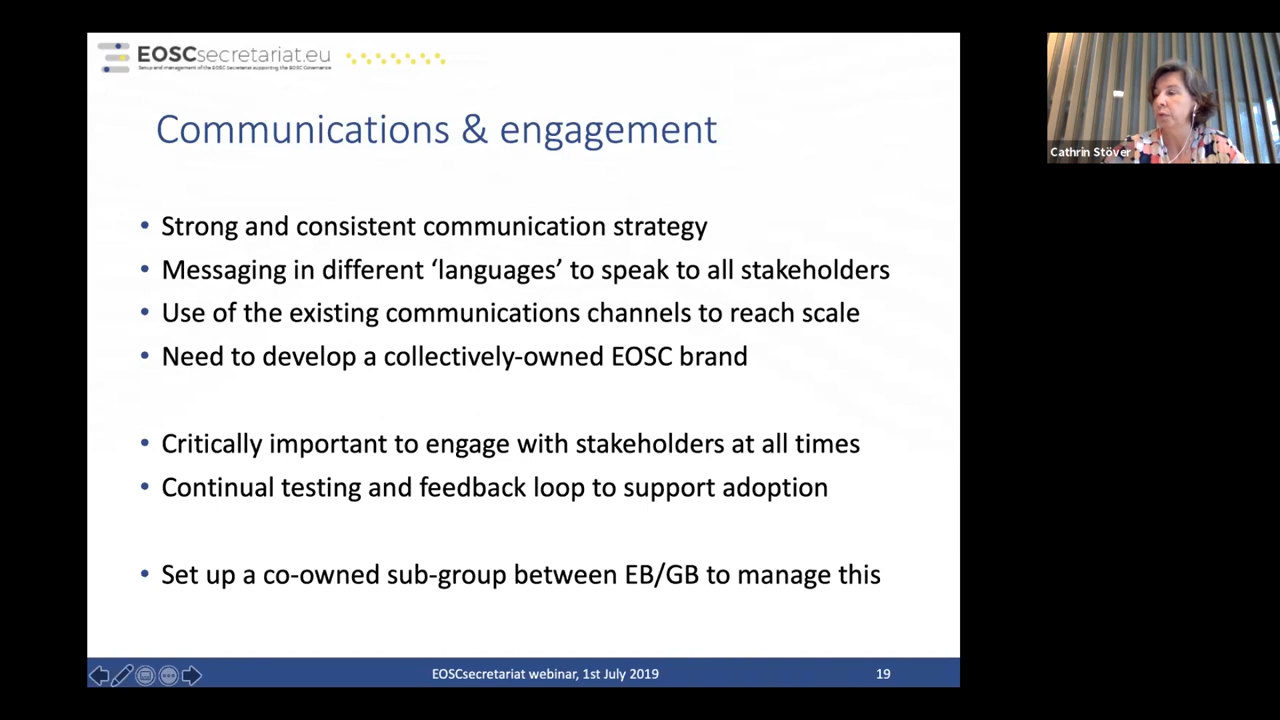 EOSCsecretariat.eu
Setup and management of the EOSC Secretariat supporting the EOSC Governance
Cathrin Stöver
Communications & engagement
• Strong and consistent communication strategy
• Messaging in different ‘languages’ to speak to all stakeholders
• Use of the existing communications channels to reach scale
• Need to develop a collectively-owned EOSC brand
• Critically important to engage with stakeholders at all times
• Continual testing and feedback loop to support adoption
• Set up a co-owned sub-group between EB/GB to manage this
EOSCsecretariat webinar, 1st July 2019
19